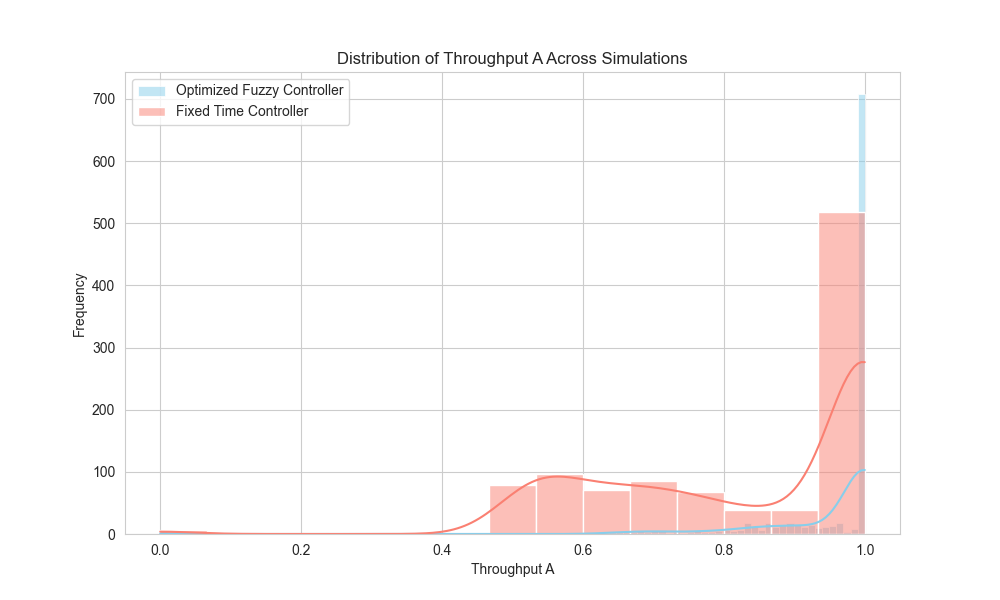 Distribution of Throughput A Across Simulations
Optimized Fuzzy Controller
Fixed Time Controller
Frequency
700
600
500
400
300
200
100
0
0.0 0.2 0.4 0.6 0.8 1.0
Throughput A